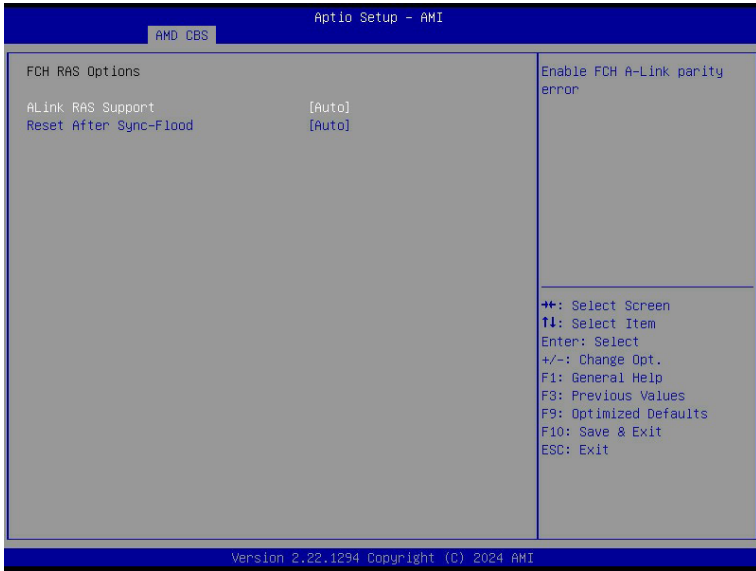 Aptio Setup – AMI
AMD CBS
FCH RAS Options
ALink RAS Support [Auto]
Reset After Sync-Flood [Auto]
Enable FCH A-Link parity
error
→←: Select Screen
↑↓: Select Item
Enter: Select
+/-: Change Opt.
F1: General Help
F3: Previous Values
F9: Optimized Defaults
F10: Save & Exit
ESC: Exit
Version 2.22.1294 Copyright (C) 2024 AMI